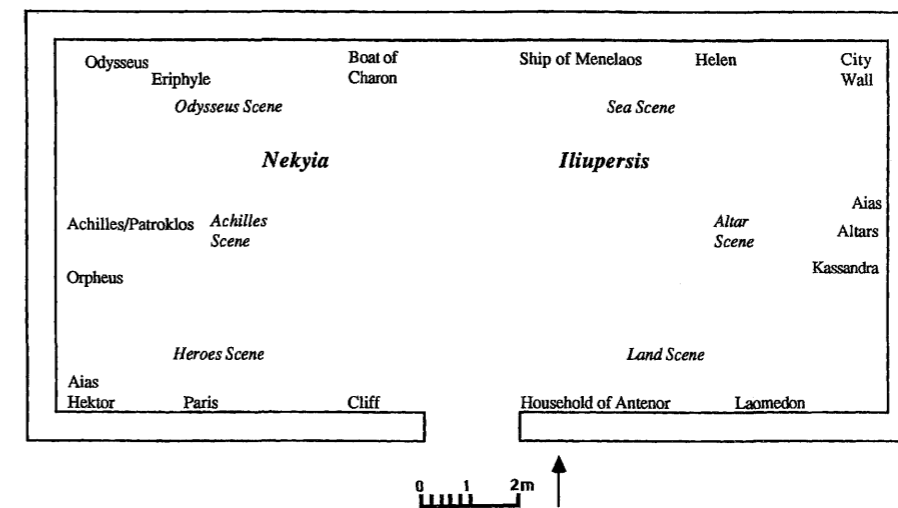 Odysseus
Eriphyle
Boat of
Charon
Ship of Menelaos
Helen
City
Wall
Odysseus Scene
Sea Scene
Nekyia
Iliupersis
Achilles/Patroklos
Achilles
Scene
Orpheus
Altar
Scene
Aias
Altars
Kassandra
Heroes Scene
Land Scene
Aias
Hektor
Paris
Cliff
Household of Antenor
Laomedon
0 1 2m